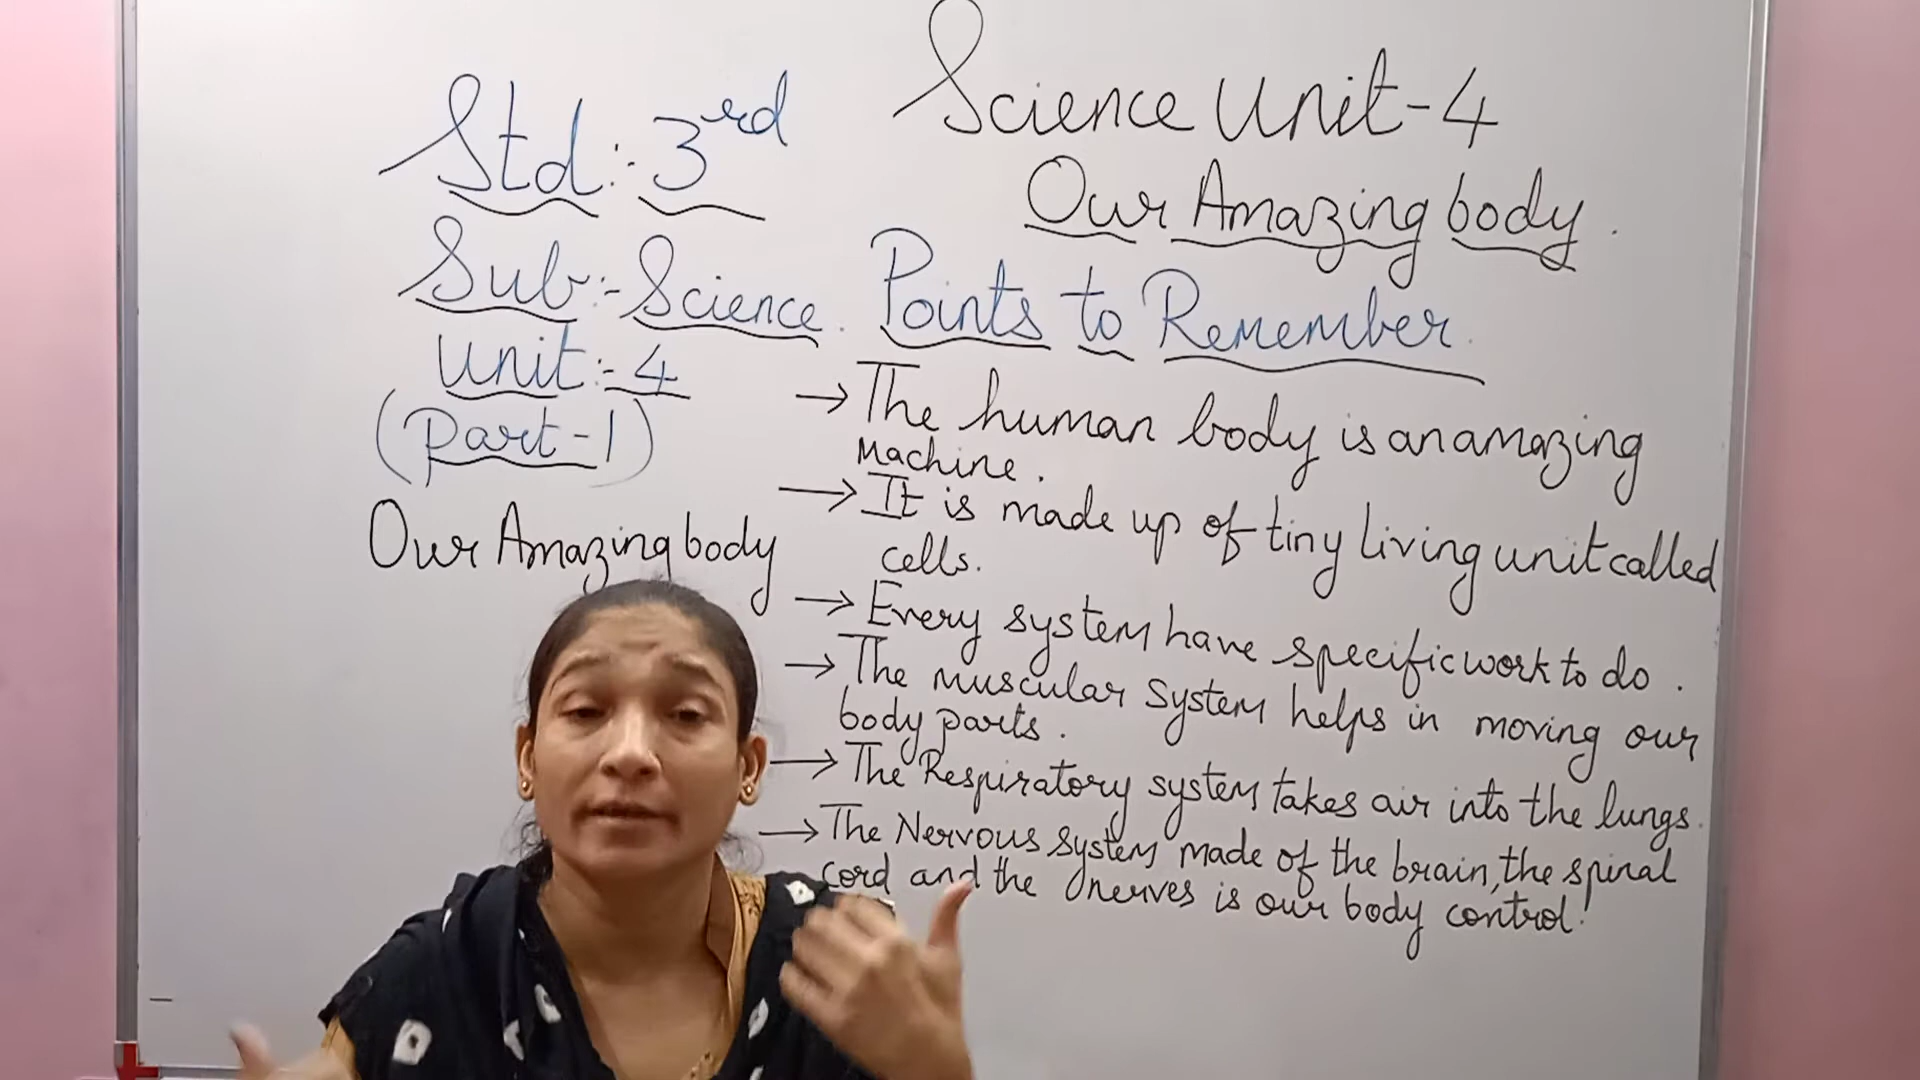 Std:- 3rd
Sub:- Science.
Unit:- 4
(Part-1)
Our Amazing body
Science Unit-4
Our Amazing body.
Points to Remember.
→ The human body is an amazing
Machine.
→ It is made up of tiny living unit called
cells.
→ Every system have specific work to do.
→ The muscular system helps in moving our
body parts.
→ The Respiratory system takes air into the lungs.
→ The Nervous system made of the brain, the spinal
cord and the nerves is our body control!